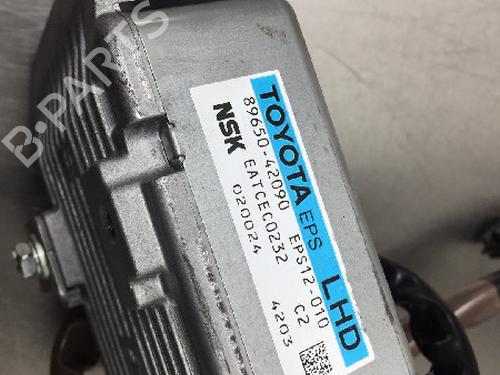 B-PARTS
TOYOTA EPS LHD
89650-42090 EPS12-010
NSK EATCEC0232 C2
020024 4203